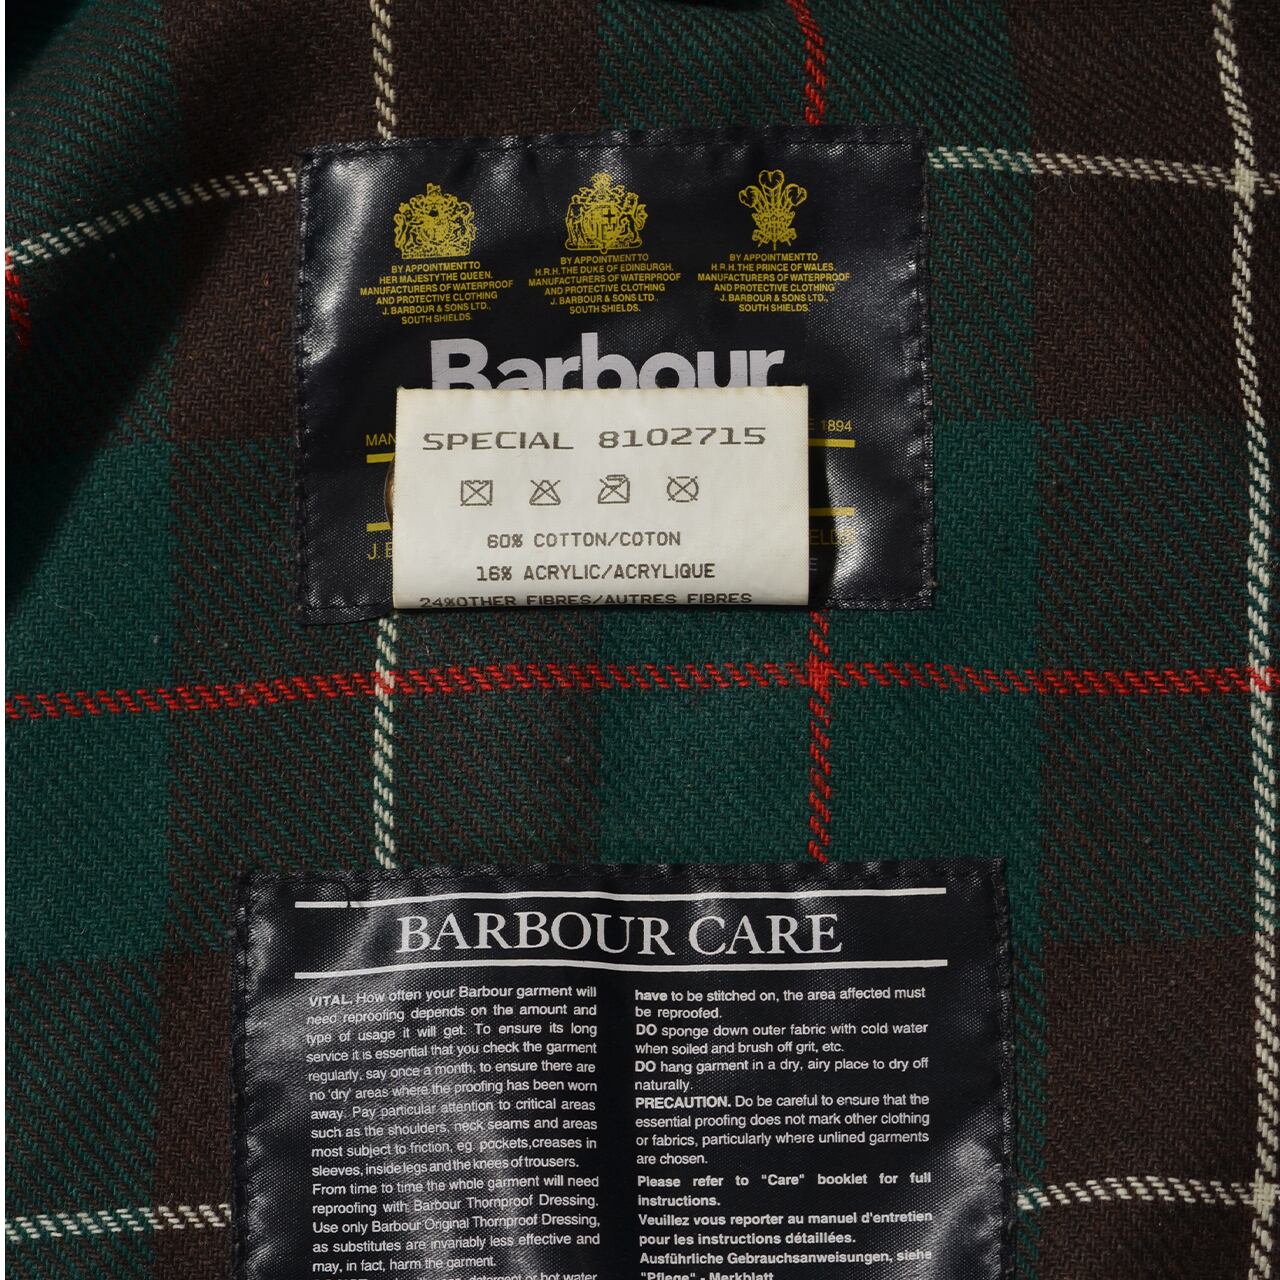 BY APPOINTMENT TO
HER MAJESTY THE QUEEN.
MANUFACTURERS OF WATERPROOF
AND PROTECTIVE CLOTHING
J. BARBOUR & SONS LTD.,
SOUTH SHIELDS.
BY APPOINTMENT TO
H.R.H. THE DUKE OF EDINBURGH.
MANUFACTURERS OF WATERPROOF
AND PROTECTIVE CLOTHING
J. BARBOUR & SONS LTD.,
SOUTH SHIELDS.
BY APPOINTMENT TO
H.R.H. THE PRINCE OF WALES.
MANUFACTURERS OF WATERPROOF
AND PROTECTIVE CLOTHING
J. BARBOUR & SONS LTD.,
SOUTH SHIELDS.
Barbour
1894
SPECIAL 8102715
60% COTTON/COTON
16% ACRYLIC/ACRYLIQUE
24%OTHER FIBRES/AUTRES FIBRES
BARBOUR CARE
VITAL. How often your Barbour garment will
need reproofing depends on the amount and
type of usage it will get. To ensure its long
service it is essential that you check the garment
regularly, say once a month, to ensure there are
no 'dry' areas where the proofing has been worn
away. Pay particular attention to critical areas
such as the shoulders, neck seams and areas
most subject to friction, eg. pockets,creases in
sleeves, inside legs and the knees of trousers.
From time to time the whole garment will need
reproofing with Barbour Thornproof Dressing.
Use only Barbour Original Thornproof Dressing,
as substitutes are invariably less effective and
may, in fact, harm the garment.
detergent or hot water
have to be stitched on, the area affected must
be reproofed.
DO sponge down outer fabric with cold water
when soiled and brush off grit, etc.
DO hang garment in a dry, airy place to dry off
naturally.
PRECAUTION. Do be careful to ensure that the
essential proofing does not mark other clothing
or fabrics, particularly where unlined garments
are chosen.
Please refer to "Care" booklet for full
instructions.
Veuillez vous reporter au manuel d'entretien
pour les instructions détaillées.
Ausführliche Gebrauchsanweisungen, siehe
"Pflege" - Merkblatt